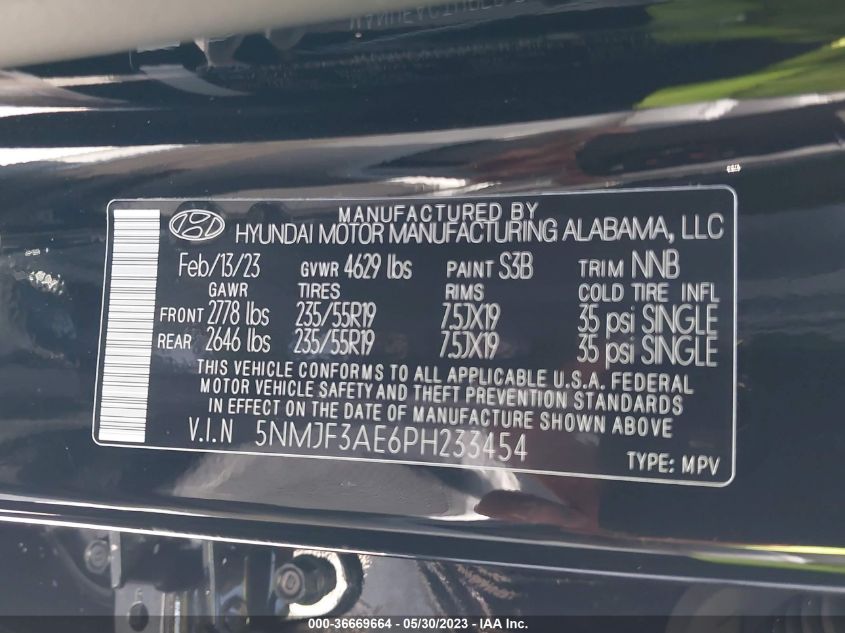 MANUFACTURED BY
HYUNDAI MOTOR MANUFACTURING ALABAMA, LLC
Feb/13/23 GVWR 4629 lbs PAINT S3B TRIM NNB
GAWR TIRES RIMS COLD TIRE INFL
FRONT 2778 lbs 235/55R19 7.5JX19 35 psi SINGLE
REAR 2646 lbs 235/55R19 7.5JX19 35 psi SINGLE
THIS VEHICLE CONFORMS TO ALL APPLICABLE U.S.A. FEDERAL
MOTOR VEHICLE SAFETY AND THEFT PREVENTION STANDARDS
IN EFFECT ON THE DATE OF MANUFACTURE SHOWN ABOVE
V.I.N 5NMJF3AE6PH233454
TYPE: MPV
000-36669664 / 05/30/2023 - © IAA Inc.